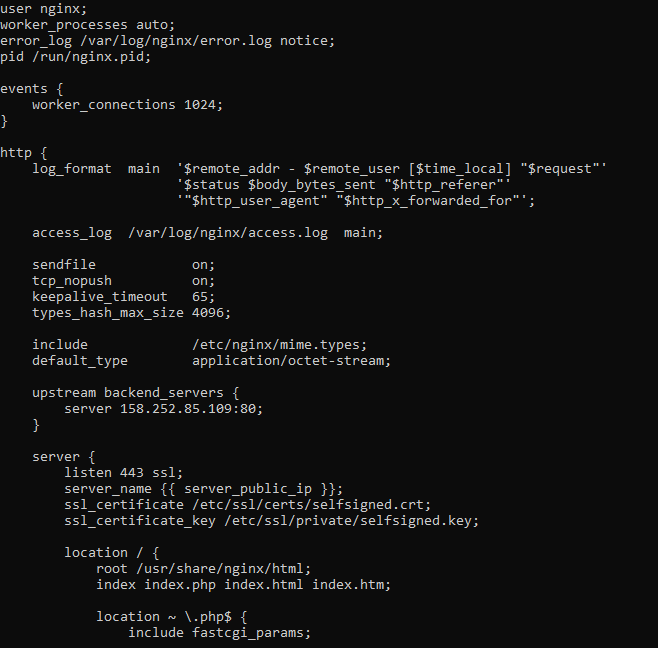 user nginx;
worker_processes auto;
error_log /var/log/nginx/error.log notice;
pid /run/nginx.pid;

events {
    worker_connections 1024;
}

http {
    log_format  main  '$remote_addr - $remote_user [$time_local] "$request"'
                      '$status $body_bytes_sent "$http_referer"'
                      '"$http_user_agent" "$http_x_forwarded_for"';

    access_log  /var/log/nginx/access.log  main;

    sendfile            on;
    tcp_nopush          on;
    keepalive_timeout   65;
    types_hash_max_size 4096;

    include             /etc/nginx/mime.types;
    default_type        application/octet-stream;

    upstream backend_servers {
        server 158.252.85.109:80;
    }

    server {
        listen 443 ssl;
        server_name {{ server_public_ip }};
        ssl_certificate /etc/ssl/certs/selfsigned.crt;
        ssl_certificate_key /etc/ssl/private/selfsigned.key;

        location / {
            root /usr/share/nginx/html;
            index index.php index.html index.htm;

            location ~ \.php$ {
                include fastcgi_params;